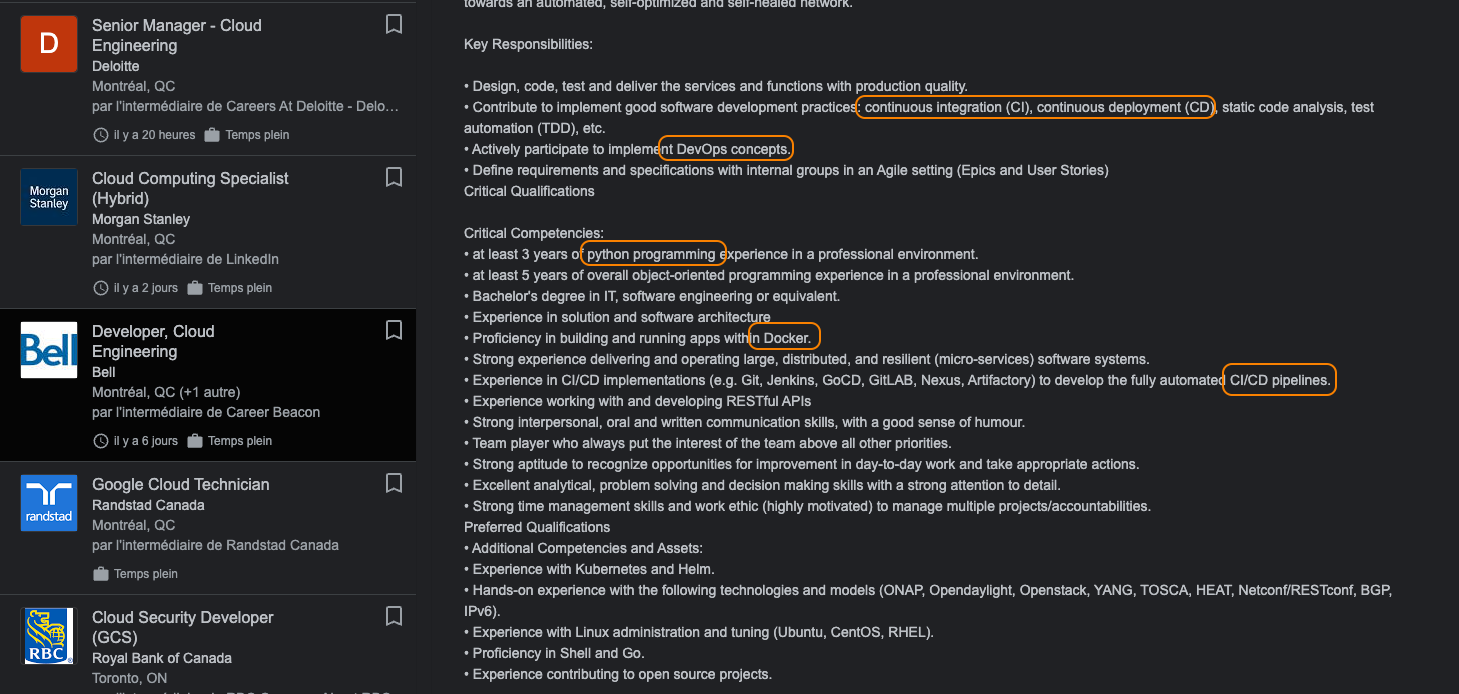 D
Senior Manager - Cloud
Engineering
Deloitte
Montréal, QC
par l'intermédiaire de Careers At Deloitte - Delo…
il y a 20 heures Temps plein
Morgan
Stanley
Cloud Computing Specialist
(Hybrid)
Morgan Stanley
Montréal, QC
par l'intermédiaire de LinkedIn
il y a 2 jours Temps plein
Bell
Developer, Cloud
Engineering
Bell
Montréal, QC (+1 autre)
par l'intermédiaire de Career Beacon
il y a 6 jours Temps plein
randstad
Google Cloud Technician
Randstad Canada
Montréal, QC
par l'intermédiaire de Randstad Canada
Temps plein
RBC
Cloud Security Developer
(GCS)
Royal Bank of Canada
Toronto, ON
towards an automated, self-optimized and self-healed network.
Key Responsibilities:
• Design, code, test and deliver the services and functions with production quality.
• Contribute to implement good software development practices: continuous integration (CI), continuous deployment (CD), static code analysis, test
automation (TDD), etc.
• Actively participate to implement DevOps concepts.
• Define requirements and specifications with internal groups in an Agile setting (Epics and User Stories)
Critical Qualifications
Critical Competencies:
• at least 3 years of python programming experience in a professional environment.
• at least 5 years of overall object-oriented programming experience in a professional environment.
• Bachelor's degree in IT, software engineering or equivalent.
• Experience in solution and software architecture
• Proficiency in building and running apps within Docker.
• Strong experience delivering and operating large, distributed, and resilient (micro-services) software systems.
• Experience in CI/CD implementations (e.g. Git, Jenkins, GoCD, GitLAB, Nexus, Artifactory) to develop the fully automated CI/CD pipelines.
• Experience working with and developing RESTful APIs
• Strong interpersonal, oral and written communication skills, with a good sense of humour.
• Team player who always put the interest of the team above all other priorities.
• Strong aptitude to recognize opportunities for improvement in day-to-day work and take appropriate actions.
• Excellent analytical, problem solving and decision making skills with a strong attention to detail.
• Strong time management skills and work ethic (highly motivated) to manage multiple projects/accountabilities.
Preferred Qualifications
• Additional Competencies and Assets:
• Experience with Kubernetes and Helm.
• Hands-on experience with the following technologies and models (ONAP, Opendaylight, Openstack, YANG, TOSCA, HEAT, Netconf/RESTconf, BGP,
IPv6).
• Experience with Linux administration and tuning (Ubuntu, CentOS, RHEL).
• Proficiency in Shell and Go.
• Experience contributing to open source projects.